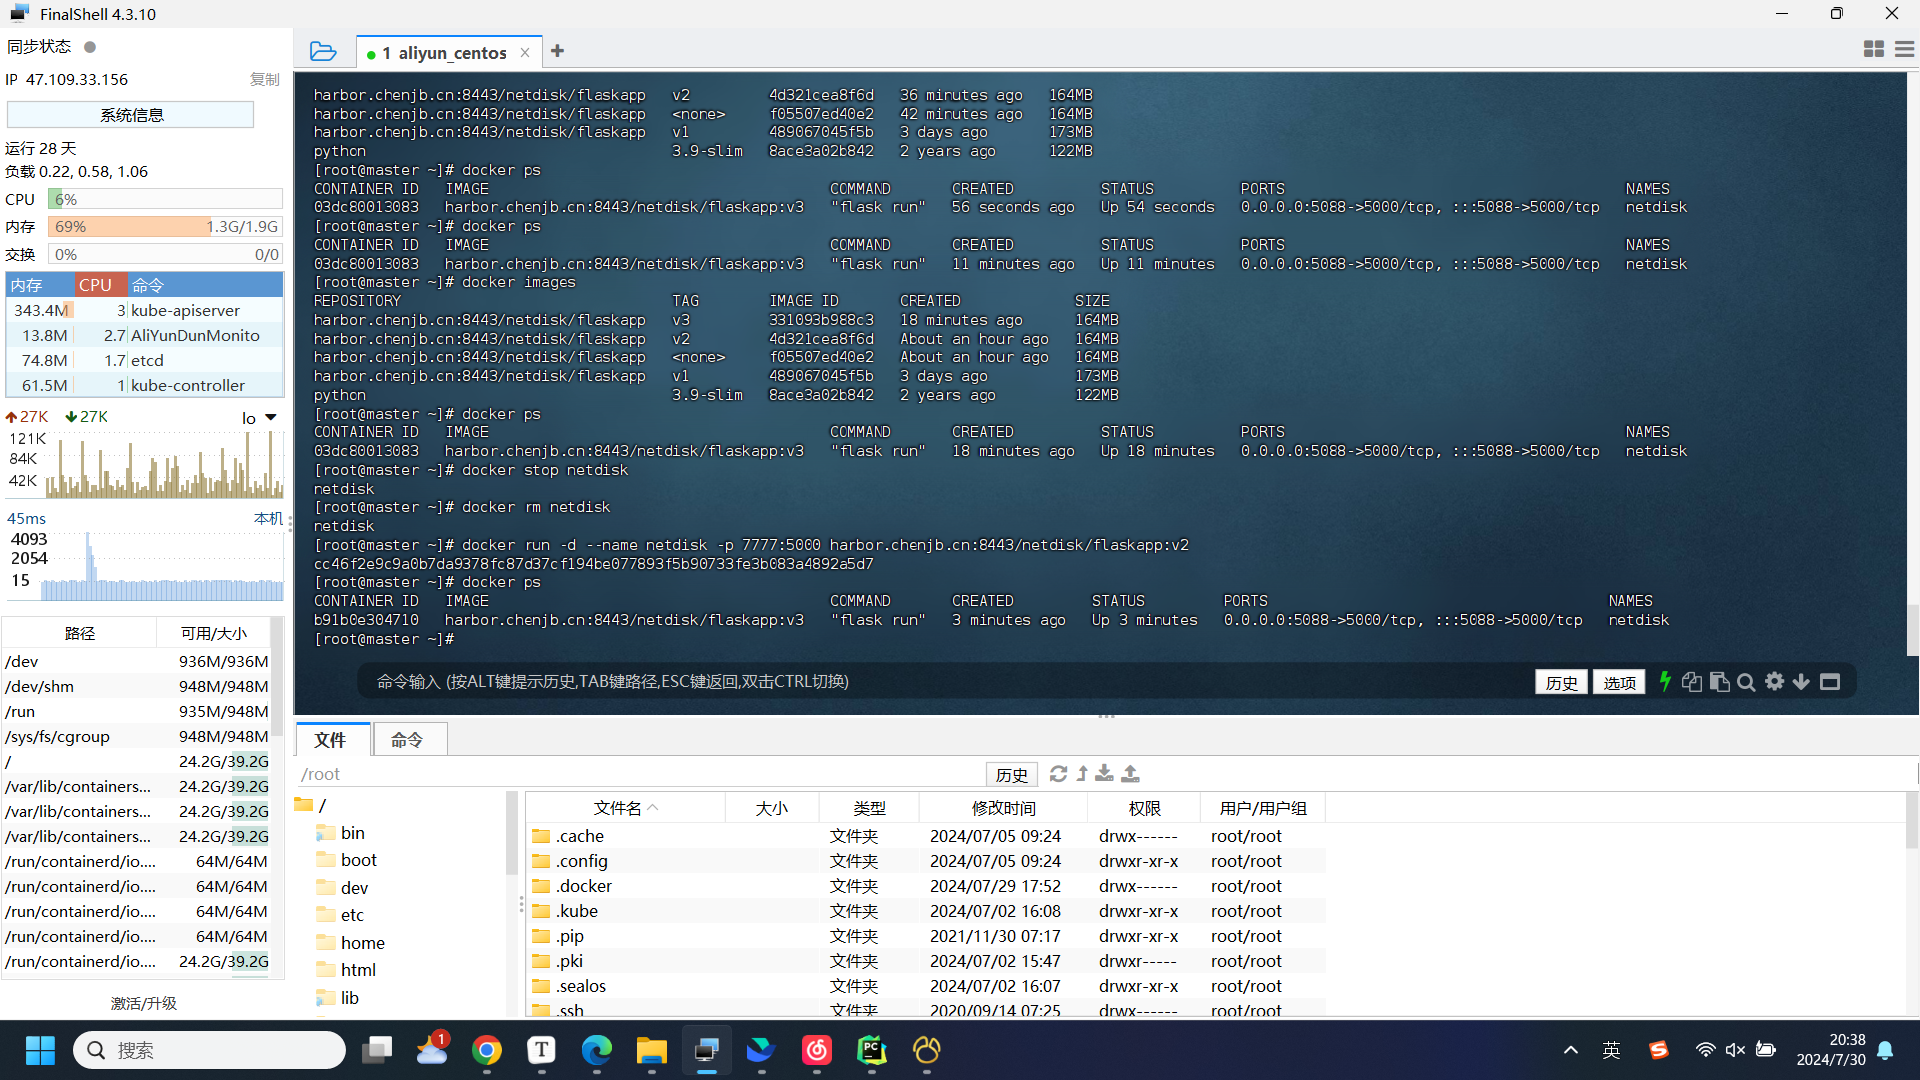 FinalShell 4.3.10
同步状态
IP 47.109.33.156
复制
系统信息
运行 28 天
负载 0.22, 0.58, 1.06
CPU 6%
内存 69% 1.3G/1.9G
交换 0% 0/0
内存 CPU 命令
343.4M 3 kube-apiserver
13.8M 2.7 AliYunDunMonito
74.8M 1.7 etcd
61.5M 1 kube-controller
27K 27K lo
121K
84K
42K
45ms 本机
4093
2054
15
路径 可用/大小
/dev 936M/936M
/dev/shm 948M/948M
/run 935M/948M
/sys/fs/cgroup 948M/948M
/ 24.2G/39.2G
/var/lib/containers... 24.2G/39.2G
/var/lib/containers... 24.2G/39.2G
/var/lib/containers... 24.2G/39.2G
/run/containerd/io.... 64M/64M
/run/containerd/io.... 64M/64M
/run/containerd/io.... 64M/64M
/run/containerd/io.... 64M/64M
/run/containerd/io.... 24.2G/39.2G
激活/升级
1 aliyun_centos
harbor.chenjb.cn:8443/netdisk/flaskapp v2 4d321cea8f6d 36 minutes ago 164MB
harbor.chenjb.cn:8443/netdisk/flaskapp <none> f05507ed40e2 42 minutes ago 164MB
harbor.chenjb.cn:8443/netdisk/flaskapp v1 489067045f5b 3 days ago 173MB
python 3.9-slim 8ace3a02b842 2 years ago 122MB
[root@master ~]# docker ps
CONTAINER ID IMAGE COMMAND CREATED STATUS PORTS NAMES
03dc80013083 harbor.chenjb.cn:8443/netdisk/flaskapp:v3 "flask run" 56 seconds ago Up 54 seconds 0.0.0.0:5088->5000/tcp, :::5088->5000/tcp netdisk
[root@master ~]# docker ps
CONTAINER ID IMAGE COMMAND CREATED STATUS PORTS NAMES
03dc80013083 harbor.chenjb.cn:8443/netdisk/flaskapp:v3 "flask run" 11 minutes ago Up 11 minutes 0.0.0.0:5088->5000/tcp, :::5088->5000/tcp netdisk
[root@master ~]# docker images
REPOSITORY TAG IMAGE ID CREATED SIZE
harbor.chenjb.cn:8443/netdisk/flaskapp v3 331093b988c3 18 minutes ago 164MB
harbor.chenjb.cn:8443/netdisk/flaskapp v2 4d321cea8f6d About an hour ago 164MB
harbor.chenjb.cn:8443/netdisk/flaskapp <none> f05507ed40e2 About an hour ago 164MB
harbor.chenjb.cn:8443/netdisk/flaskapp v1 489067045f5b 3 days ago 173MB
python 3.9-slim 8ace3a02b842 2 years ago 122MB
[root@master ~]# docker ps
CONTAINER ID IMAGE COMMAND CREATED STATUS PORTS NAMES
03dc80013083 harbor.chenjb.cn:8443/netdisk/flaskapp:v3 "flask run" 18 minutes ago Up 18 minutes 0.0.0.0:5088->5000/tcp, :::5088->5000/tcp netdisk
[root@master ~]# docker stop netdisk
netdisk
[root@master ~]# docker rm netdisk
netdisk
[root@master ~]# docker run -d --name netdisk -p 7777:5000 harbor.chenjb.cn:8443/netdisk/flaskapp:v2
cc46f2e9c9a0b7da9378fc87d37cf194be077893f5b90733fe3b083a4892a5d7
[root@master ~]# docker ps
CONTAINER ID IMAGE COMMAND CREATED STATUS PORTS NAMES
b91b0e304710 harbor.chenjb.cn:8443/netdisk/flaskapp:v3 "flask run" 3 minutes ago Up 3 minutes 0.0.0.0:5088->5000/tcp, :::5088->5000/tcp netdisk
[root@master ~]#
命令输入 (按ALT键提示历史,TAB键路径,ESC键返回,双击CTRL切换)
历史 选项
文件 命令
/root 历史
/
bin
boot
dev
etc
home
html
lib
文件名 大小 类型 修改时间 权限 用户/用户组
.cache 文件夹 2024/07/05 09:24 drwx------ root/root
.config 文件夹 2024/07/05 09:24 drwxr-xr-x root/root
.docker 文件夹 2024/07/29 17:52 drwx------ root/root
.kube 文件夹 2024/07/02 16:08 drwxr-xr-x root/root
.pip 文件夹 2021/11/30 07:17 drwxr-xr-x root/root
.pki 文件夹 2024/07/02 15:47 drwxr----- root/root
.sealos 文件夹 2024/07/02 16:07 drwxr-xr-x root/root
.ssh 文件夹 2020/09/14 07:25 drwx------ root/root
搜索
1
T
PC
英
S
20:38
2024/7/30